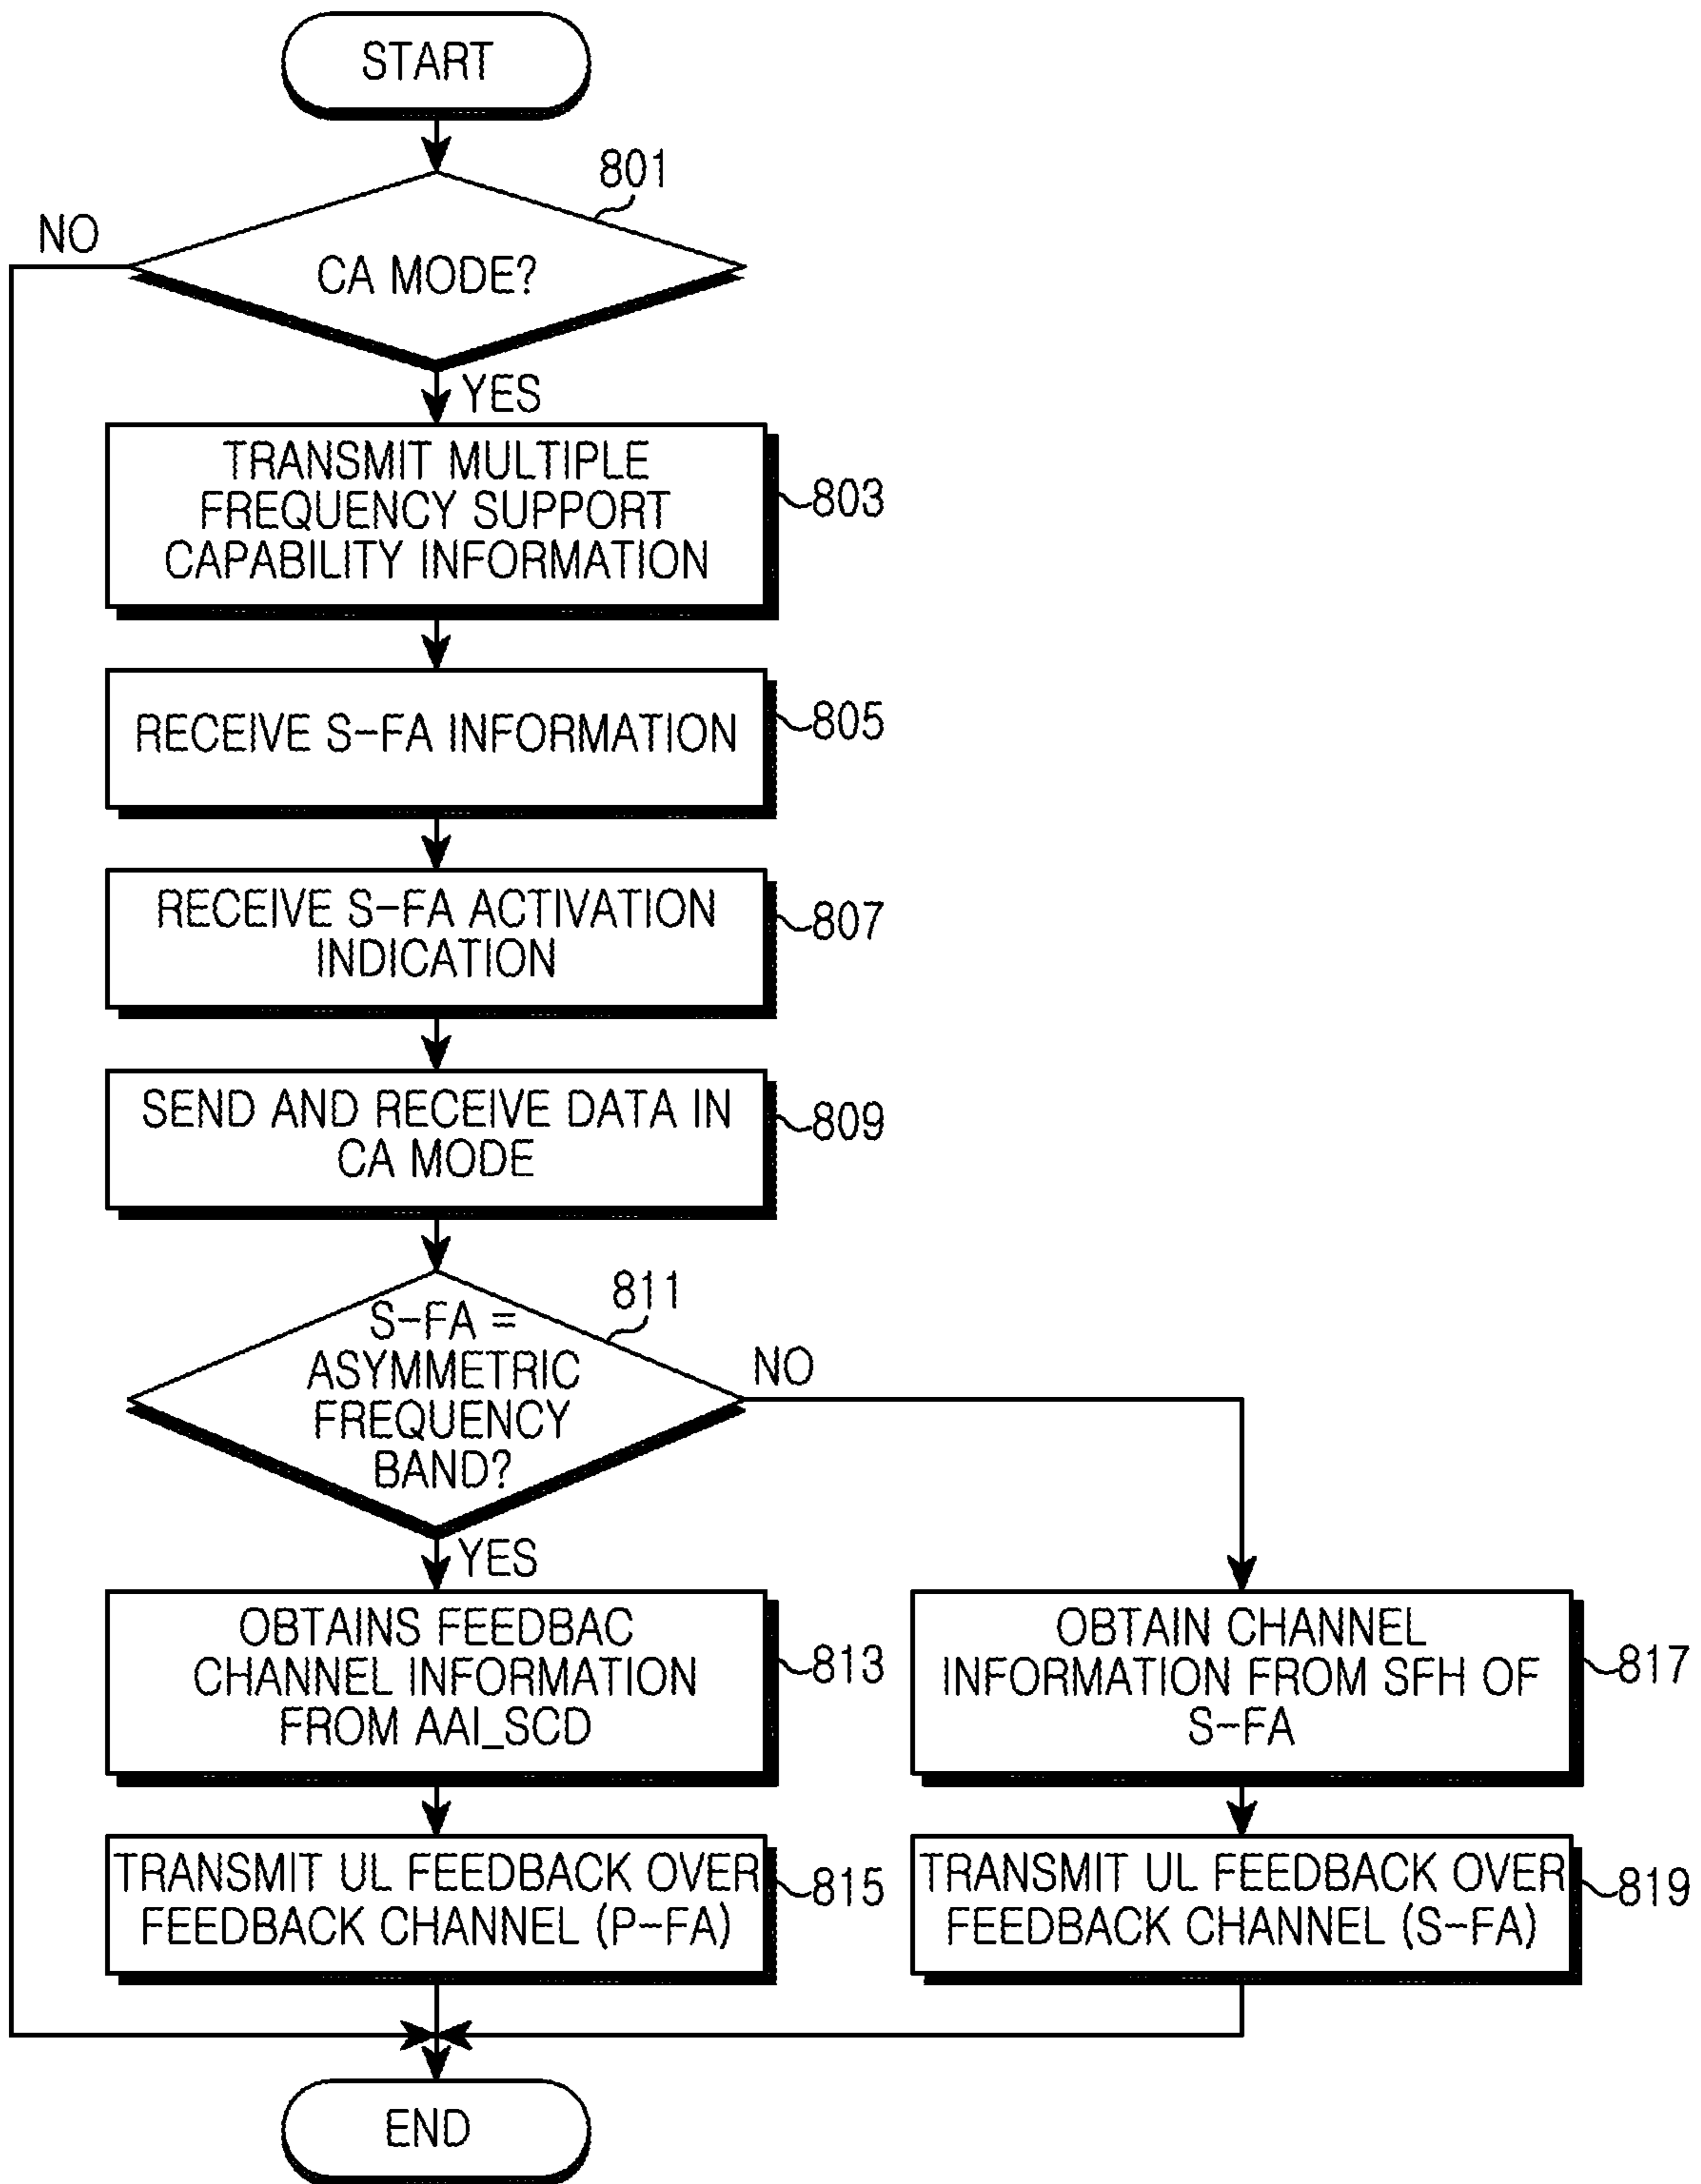 START
801
NO
CA MODE?
YES
TRANSMIT MULTIPLE
FREQUENCY SUPPORT
CAPABILITY INFORMATION
803
RECEIVE S-FA INFORMATION
805
RECEIVE S-FA ACTIVATION
INDICATION
807
SEND AND RECEIVE DATA IN
CA MODE
809
811
S-FA =
ASYMMETRIC
FREQUENCY
BAND?
NO
YES
OBTAINS FEEDBAC
CHANNEL INFORMATION
FROM AAI_SCD
813
OBTAIN CHANNEL
INFORMATION FROM SFH OF
S-FA
817
TRANSMIT UL FEEDBACK OVER
FEEDBACK CHANNEL (P-FA)
815
TRANSMIT UL FEEDBACK OVER
FEEDBACK CHANNEL (S-FA)
819
END